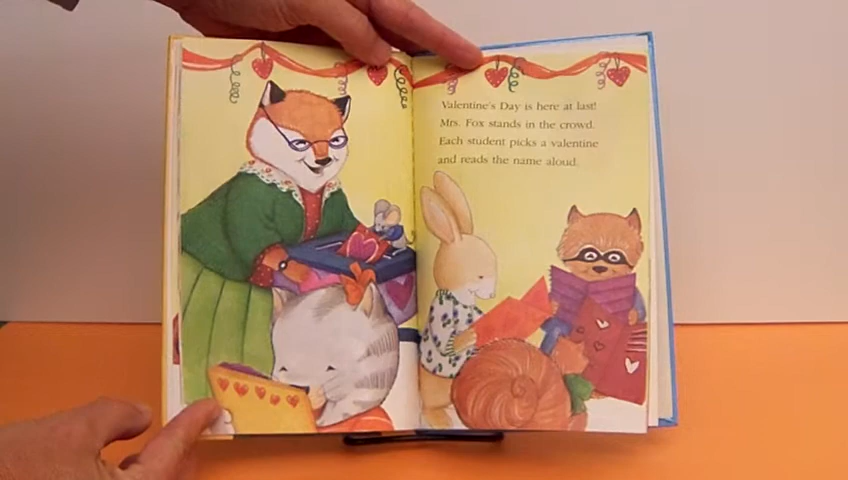 Valentine's Day is here at last!
Mrs. Fox stands in the crowd.
Each student picks a valentine
and reads the name aloud.